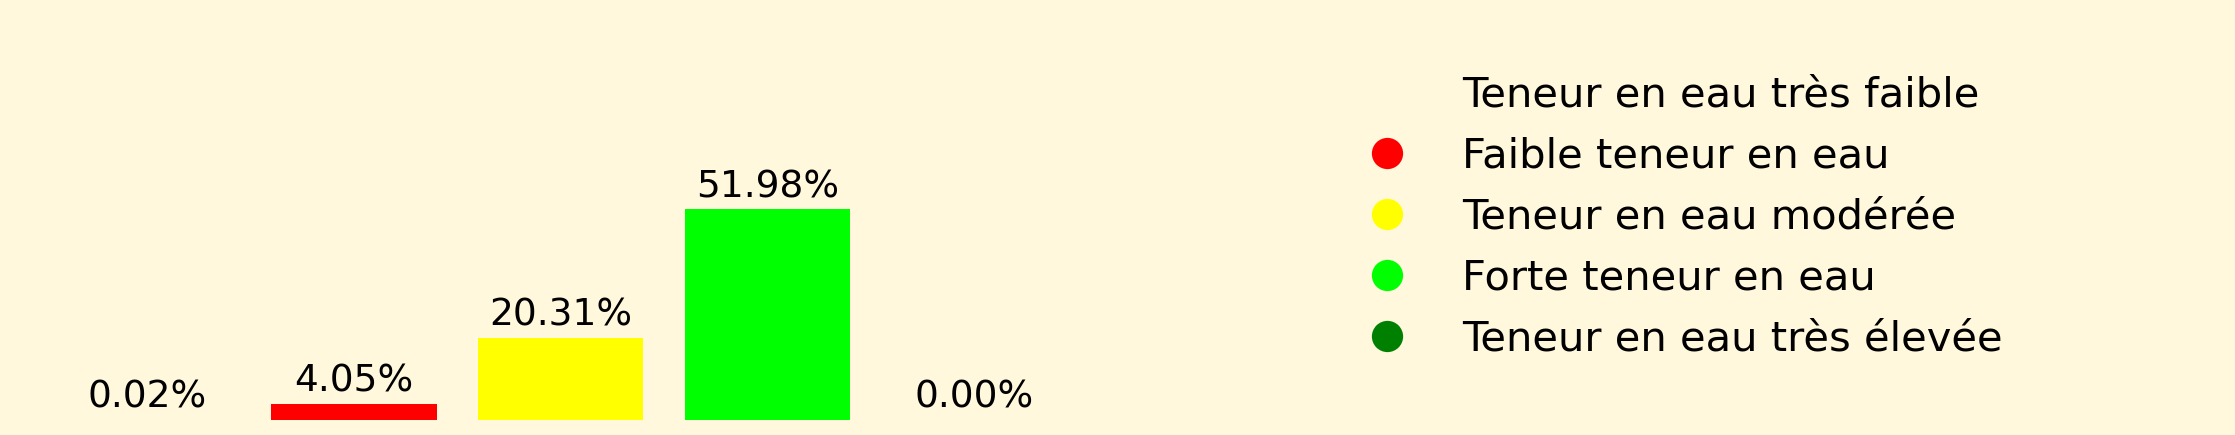 0.02%
4.05%
20.31%
51.98%
0.00%
Teneur en eau très faible
Faible teneur en eau
Teneur en eau modérée
Forte teneur en eau
Teneur en eau très élevée